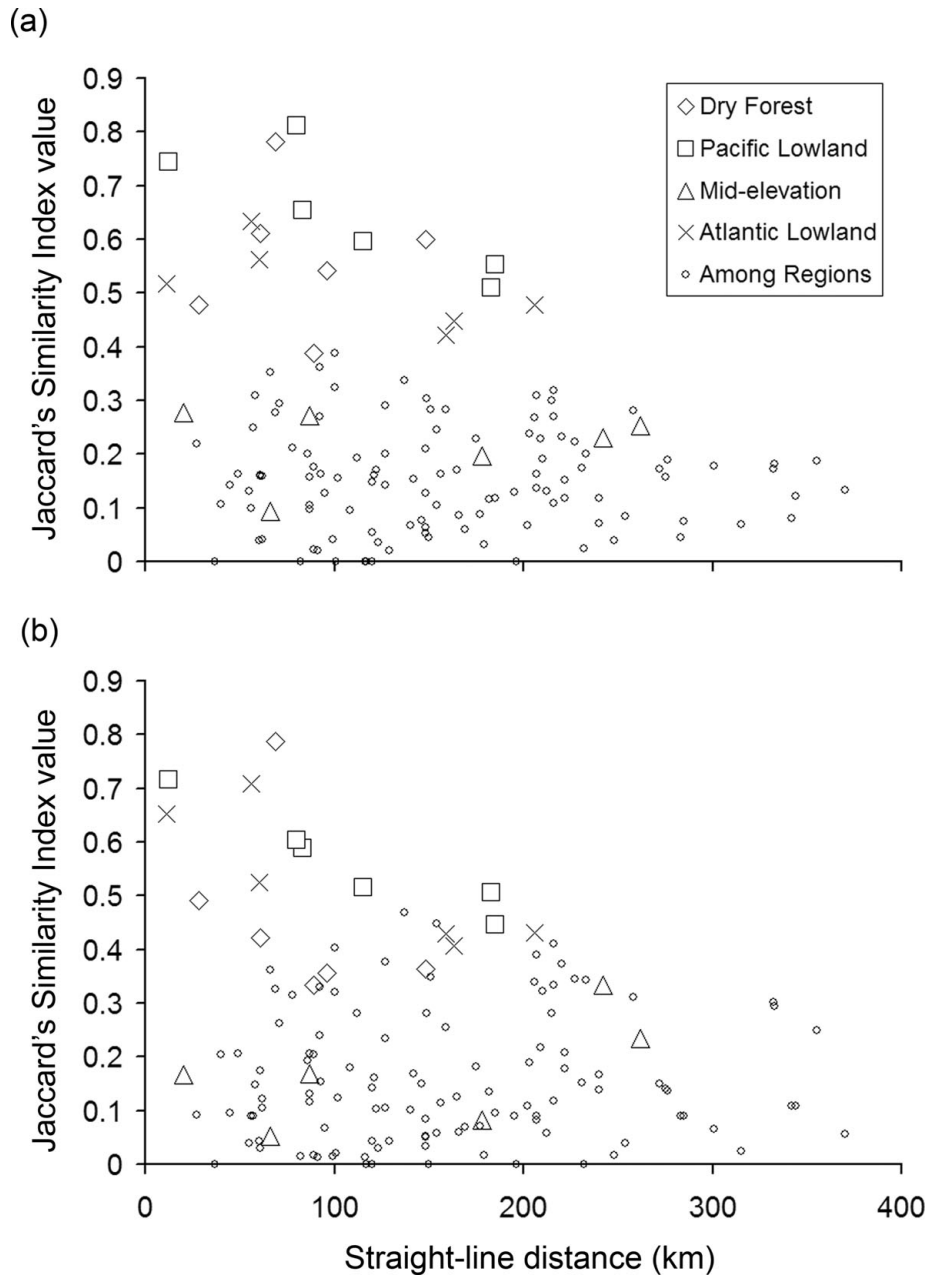 (a)
Jaccard's Similarity Index value
0.9
0.8
0.7
0.6
0.5
0.4
0.3
0.2
0.1
0
Dry Forest
Pacific Lowland
Mid-elevation
Atlantic Lowland
Among Regions
(b)
Jaccard's Similarity Index value
0.9
0.8
0.7
0.6
0.5
0.4
0.3
0.2
0.1
0
0 100 200 300 400
Straight-line distance (km)